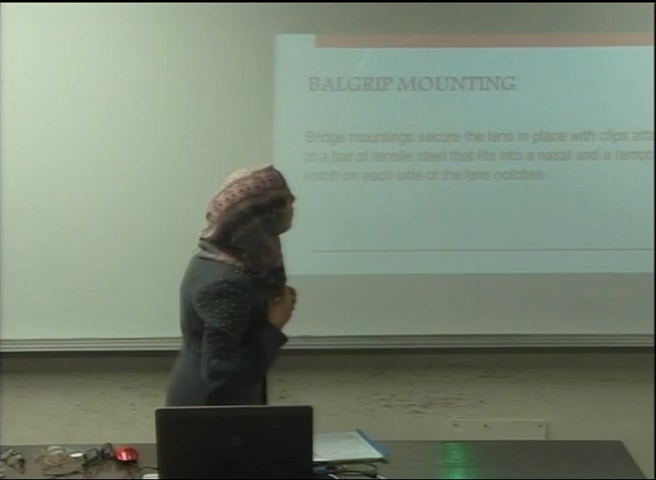 BALGRIP MOUNTING
Bridge mountings secure the lens in place with clips atta
to a bar of tensile steel that fits into a nasal and a tempo
notch on each side of the lens notches